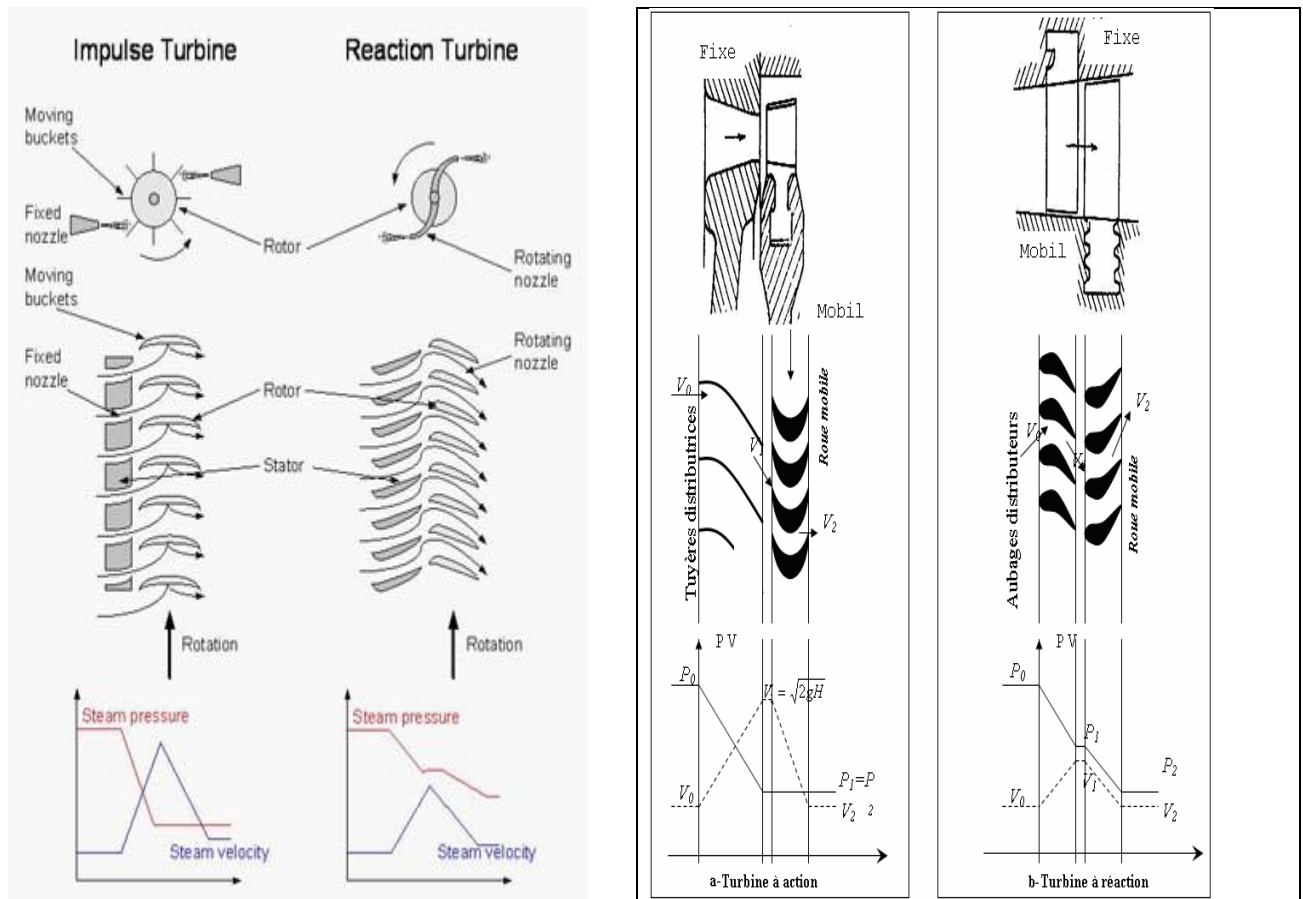 Impulse Turbine
Reaction Turbine
Moving
buckets
Fixed
nozzle
Rotor
Rotating
nozzle
Moving
buckets
Fixed
nozzle
Rotating
nozzle
Rotor
Stator
Rotation
Rotation
Steam pressure
Steam velocity
Steam pressure
Steam velocity
Fixe
Mobil
V0
Tuyères distributrices
V1
Roue mobile
V2
P V
P0
V = √2gH
P1=P
2
V0
V2
a-Turbine à action
Fixe
Mobil
Aubages distributeurs
V0
V2
Roue mobile
PV
P0
P1
P2
V1
V0
V2
b-Turbine à réaction